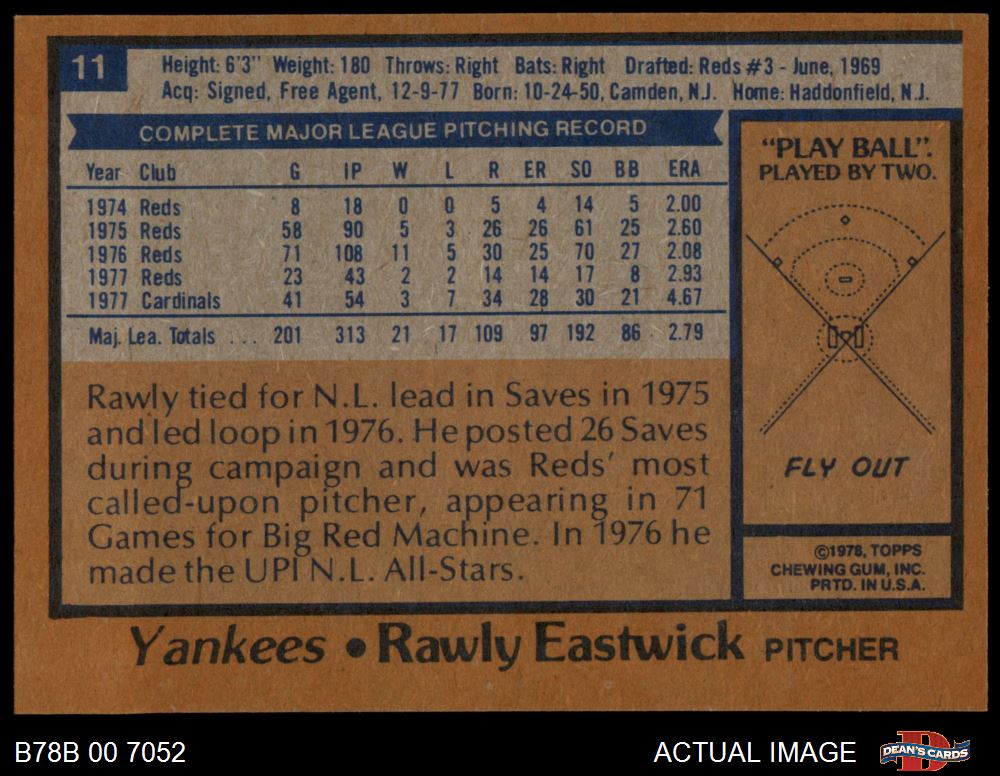 11
Height: 6'3" Weight: 180 Throws: Right Bats: Right Drafted: Reds #3 - June, 1969
Acq: Signed, Free Agent, 12-9-77 Born: 10-24-50, Camden, N.J. Home: Haddonfield, N.J.
COMPLETE MAJOR LEAGUE PITCHING RECORD
Year Club G IP W L R ER SO BB ERA
1974 Reds 8 18 0 0 5 4 14 5 2.00
1975 Reds 58 90 5 3 26 26 61 25 2.60
1976 Reds 71 108 11 5 30 25 70 27 2.08
1977 Reds 23 43 2 2 14 14 17 8 2.93
1977 Cardinals 41 54 3 7 34 28 30 21 4.67
Maj. Lea. Totals ... 201 313 21 17 109 97 192 86 2.79
Rawly tied for N.L. lead in Saves in 1975
and led loop in 1976. He posted 26 Saves
during campaign and was Reds' most
called-upon pitcher, appearing in 71
Games for Big Red Machine. In 1976 he
made the UPI N.L. All-Stars.
"PLAY BALL".
PLAYED BY TWO.
FLY OUT
©1978, TOPPS
CHEWING GUM, INC.
PRTD. IN U.S.A.
Yankees • Rawly Eastwick PITCHER
B78B 00 7052
ACTUAL IMAGE
DEAN'S CARDS